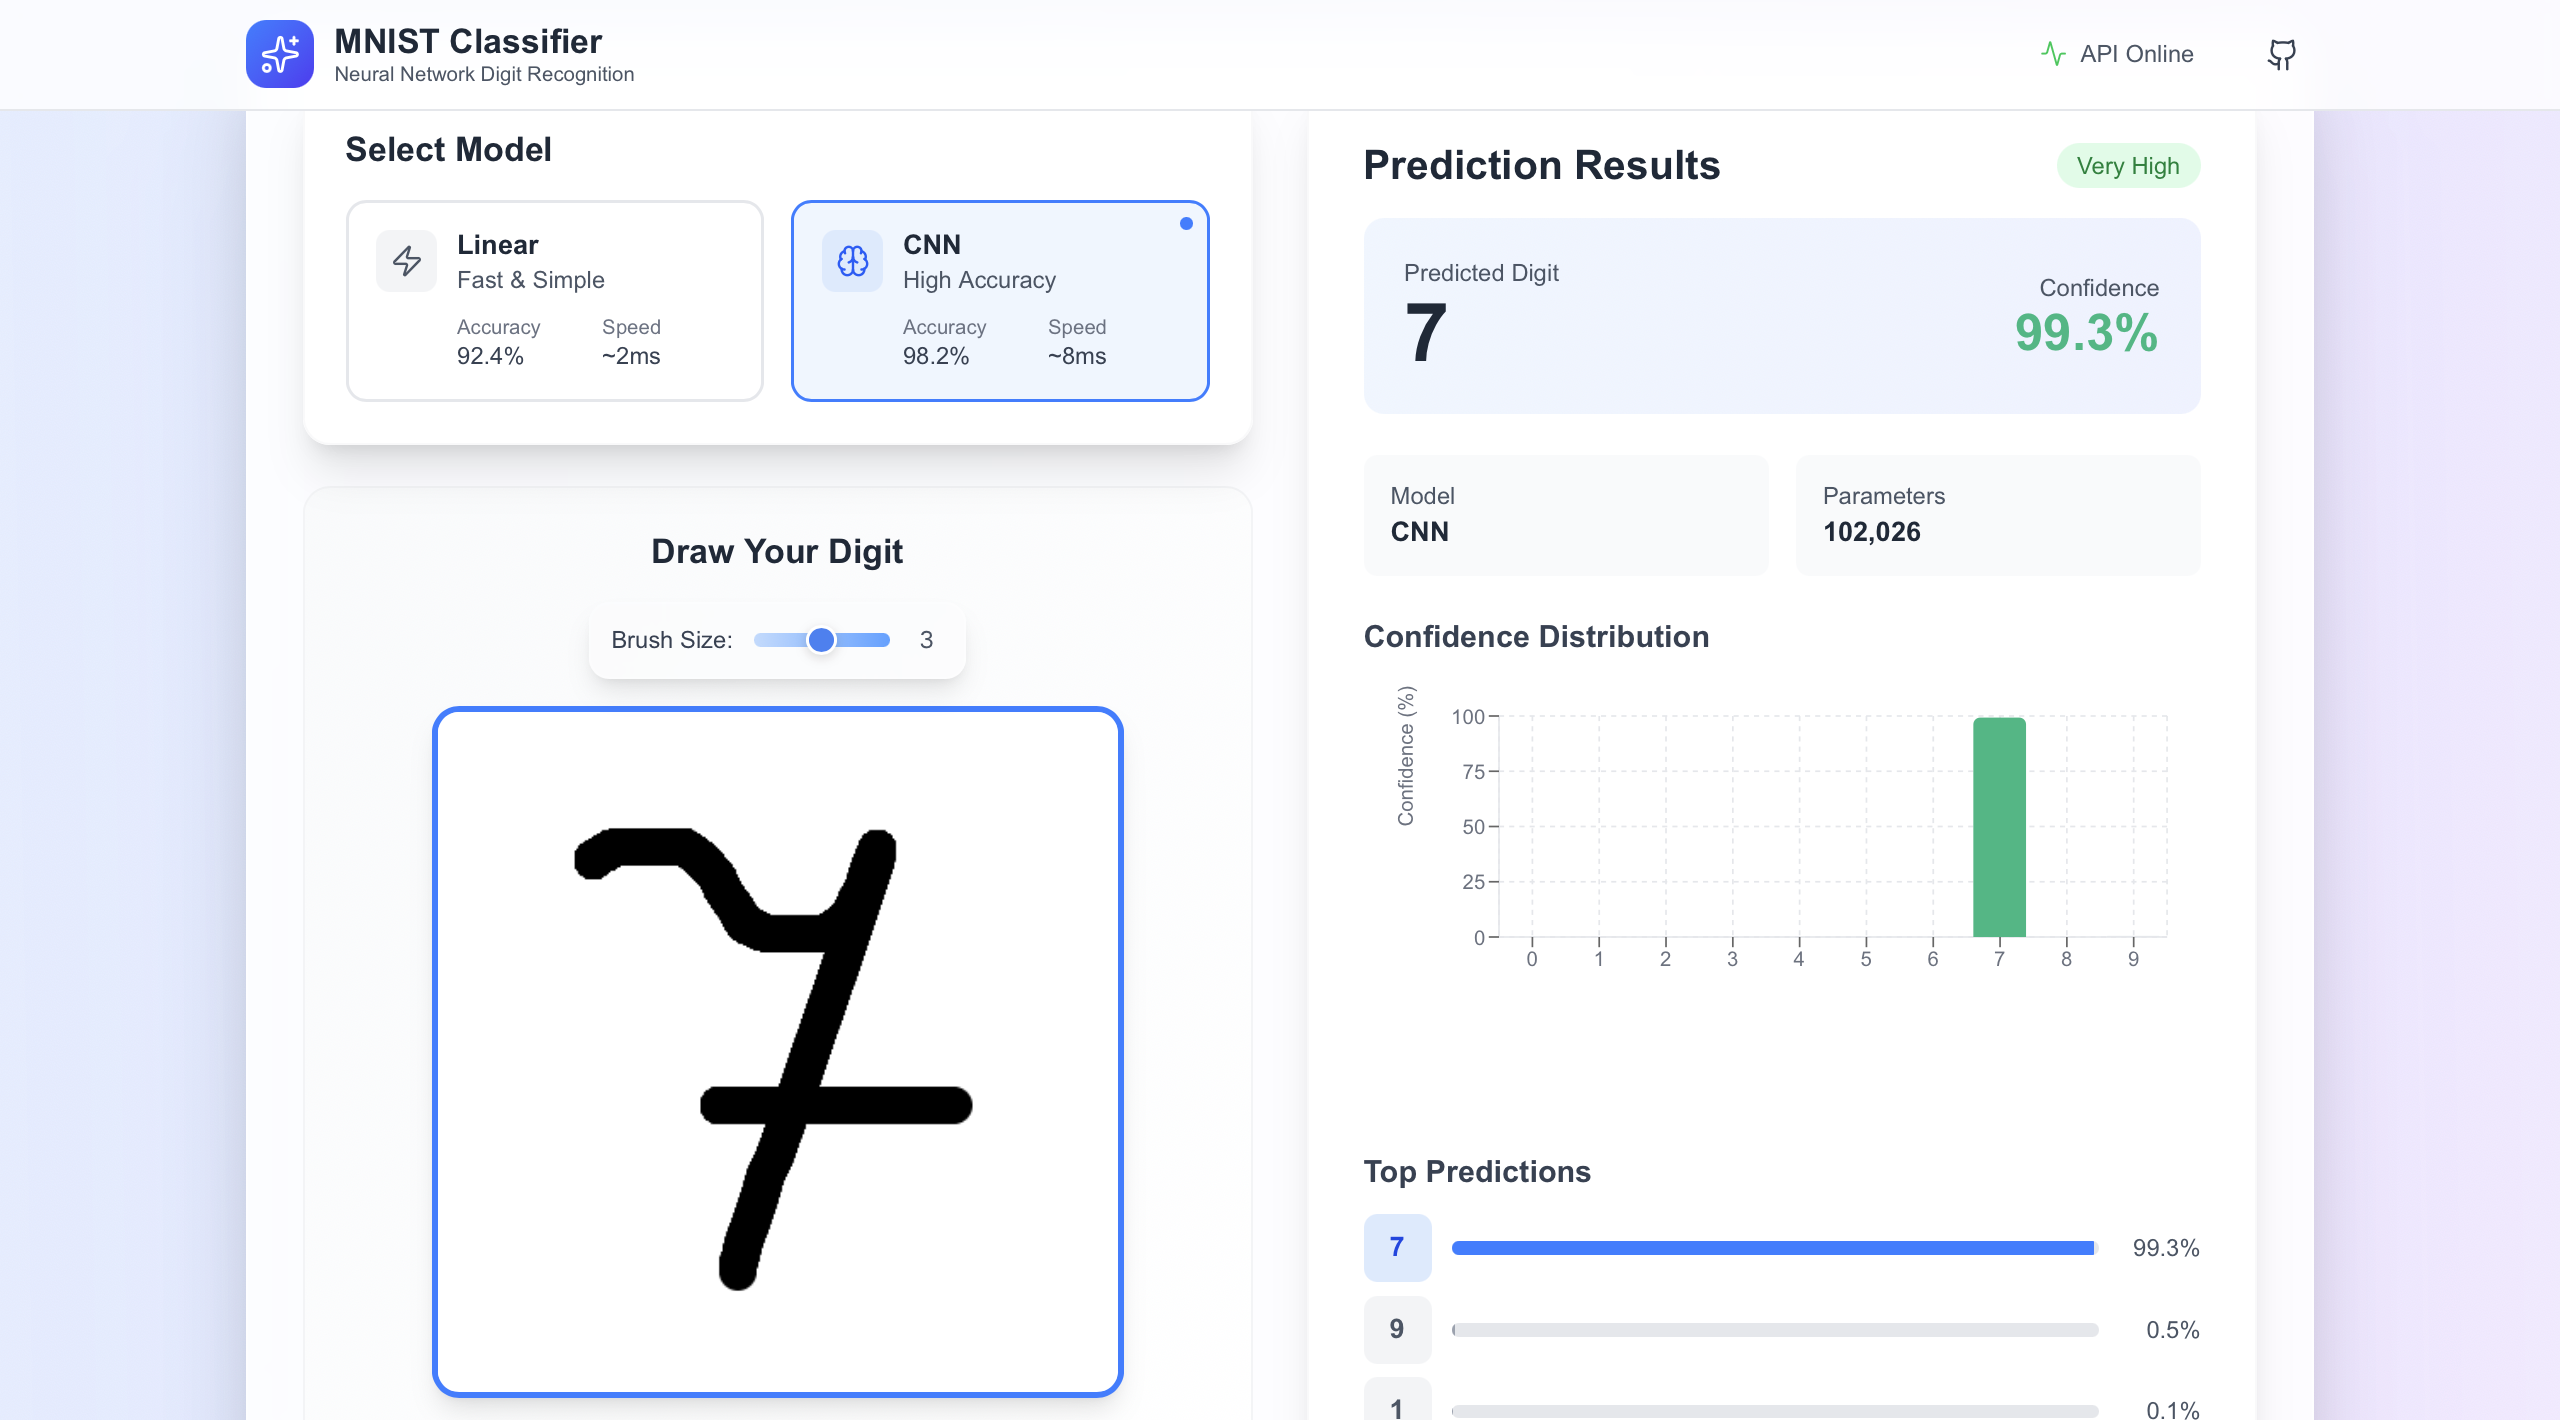 MNIST Classifier
Neural Network Digit Recognition
API Online
Select Model
Linear
Fast & Simple
Accuracy
Speed
92.4%
~2ms
CNN
High Accuracy
Accuracy
Speed
98.2%
~8ms
Draw Your Digit
Brush Size:
3
7
Prediction Results
Very High
Predicted Digit
7
Confidence
99.3%
Model
CNN
Parameters
102,026
Confidence Distribution
Confidence (%)
100
75
50
25
0
0 1 2 3 4 5 6 7 8 9
Top Predictions
7 99.3%
9 0.5%
1 0.1%